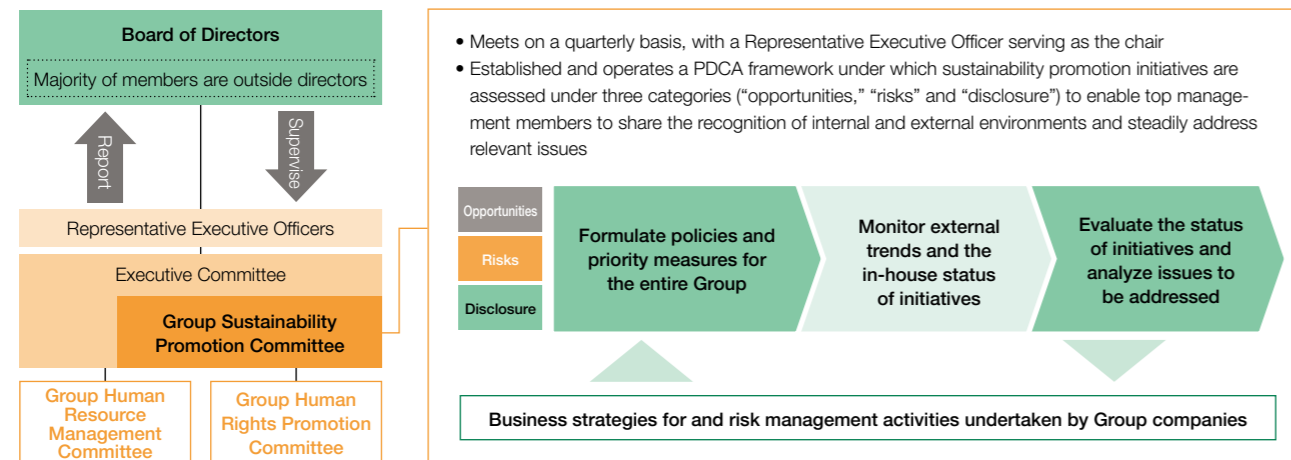 Board of Directors
Majority of members are outside directors
Report
Supervise
Representative Executive Officers
Executive Committee
Group Sustainability
Promotion Committee
Group Human
Resource
Management
Committee
Group Human
Rights Promotion
Committee
• Meets on a quarterly basis, with a Representative Executive Officer serving as the chair
• Established and operates a PDCA framework under which sustainability promotion initiatives are
assessed under three categories (“opportunities,” “risks” and “disclosure”) to enable top manage-
ment members to share the recognition of internal and external environments and steadily address
relevant issues
Opportunities
Risks
Disclosure
Formulate policies and
priority measures for
the entire Group
Monitor external
trends and the
in-house status
of initiatives
Evaluate the status
of initiatives and
analyze issues to
be addressed
Business strategies for and risk management activities undertaken by Group companies